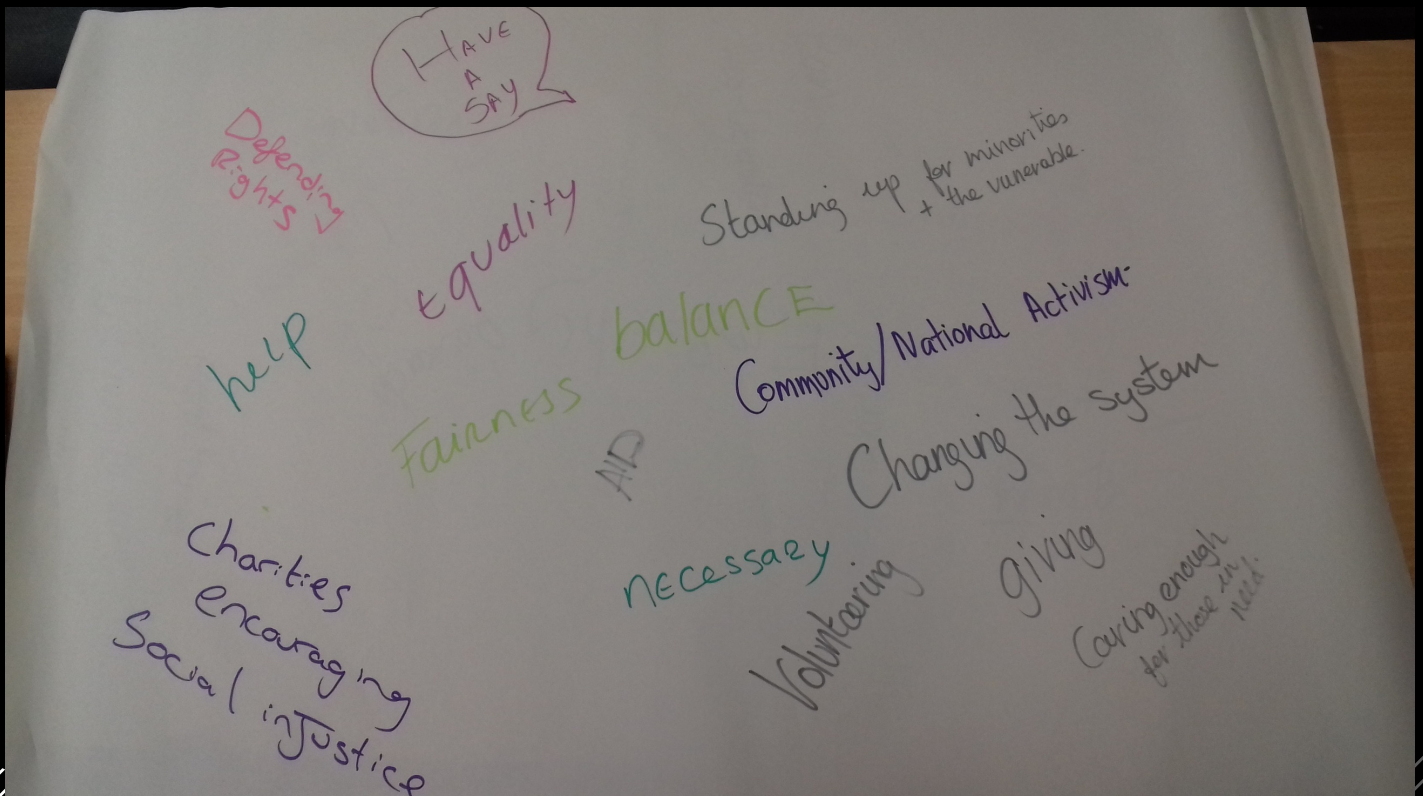 HAVE
A
SAY
Defending
Rights
Standing up for minorities
+ the vunerable.
Equality
help
balancE
Community/National Activism
Fairness
AID
Changing the system
Charities
encouraging
Social injustice
necessary
Volunteering
giving
Caring enough
for those in
need.